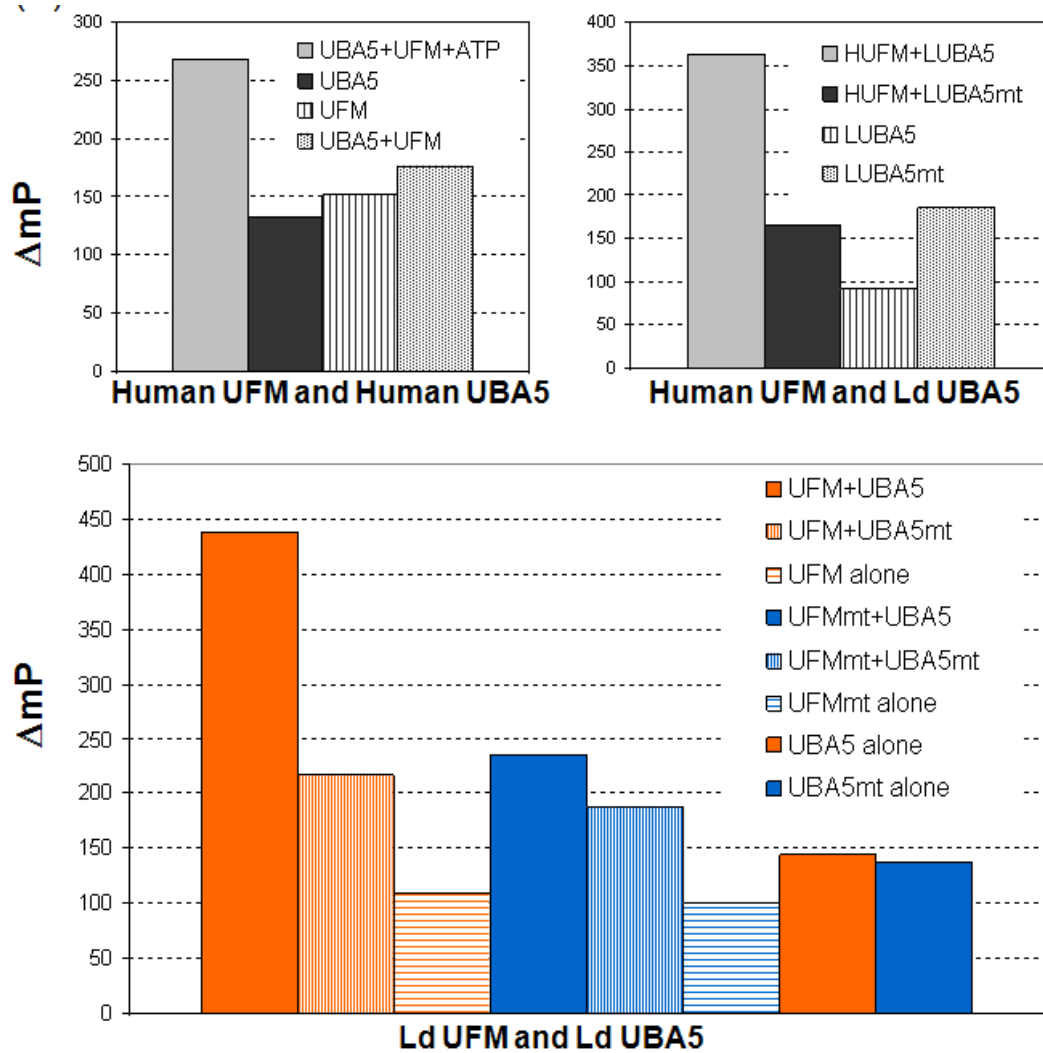 300
250
200
150
100
50
0
ΔmP
UBA5+UFM+ATP
UBA5
UFM
UBA5+UFM
Human UFM and Human UBA5
400
350
300
250
200
150
100
50
0
HUFM+LUBA5
HUFM+LUBA5mt
LUBA5
LUBA5mt
Human UFM and Ld UBA5
500
450
400
350
300
250
200
150
100
50
0
ΔmP
UFM+UBA5
UFM+UBA5mt
UFM alone
UFMmt+UBA5
UFMmt+UBA5mt
UFMmt alone
UBA5 alone
UBA5mt alone
Ld UFM and Ld UBA5